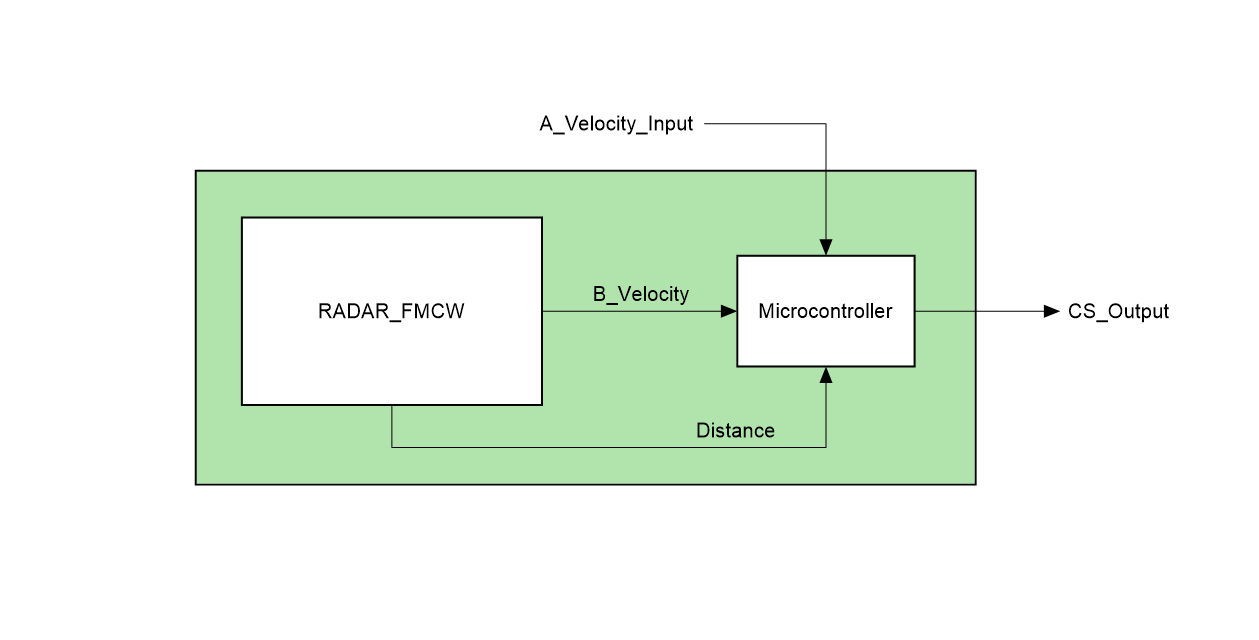 A_Velocity_Input
RADAR_FMCW
B_Velocity
Microcontroller
CS_Output
Distance